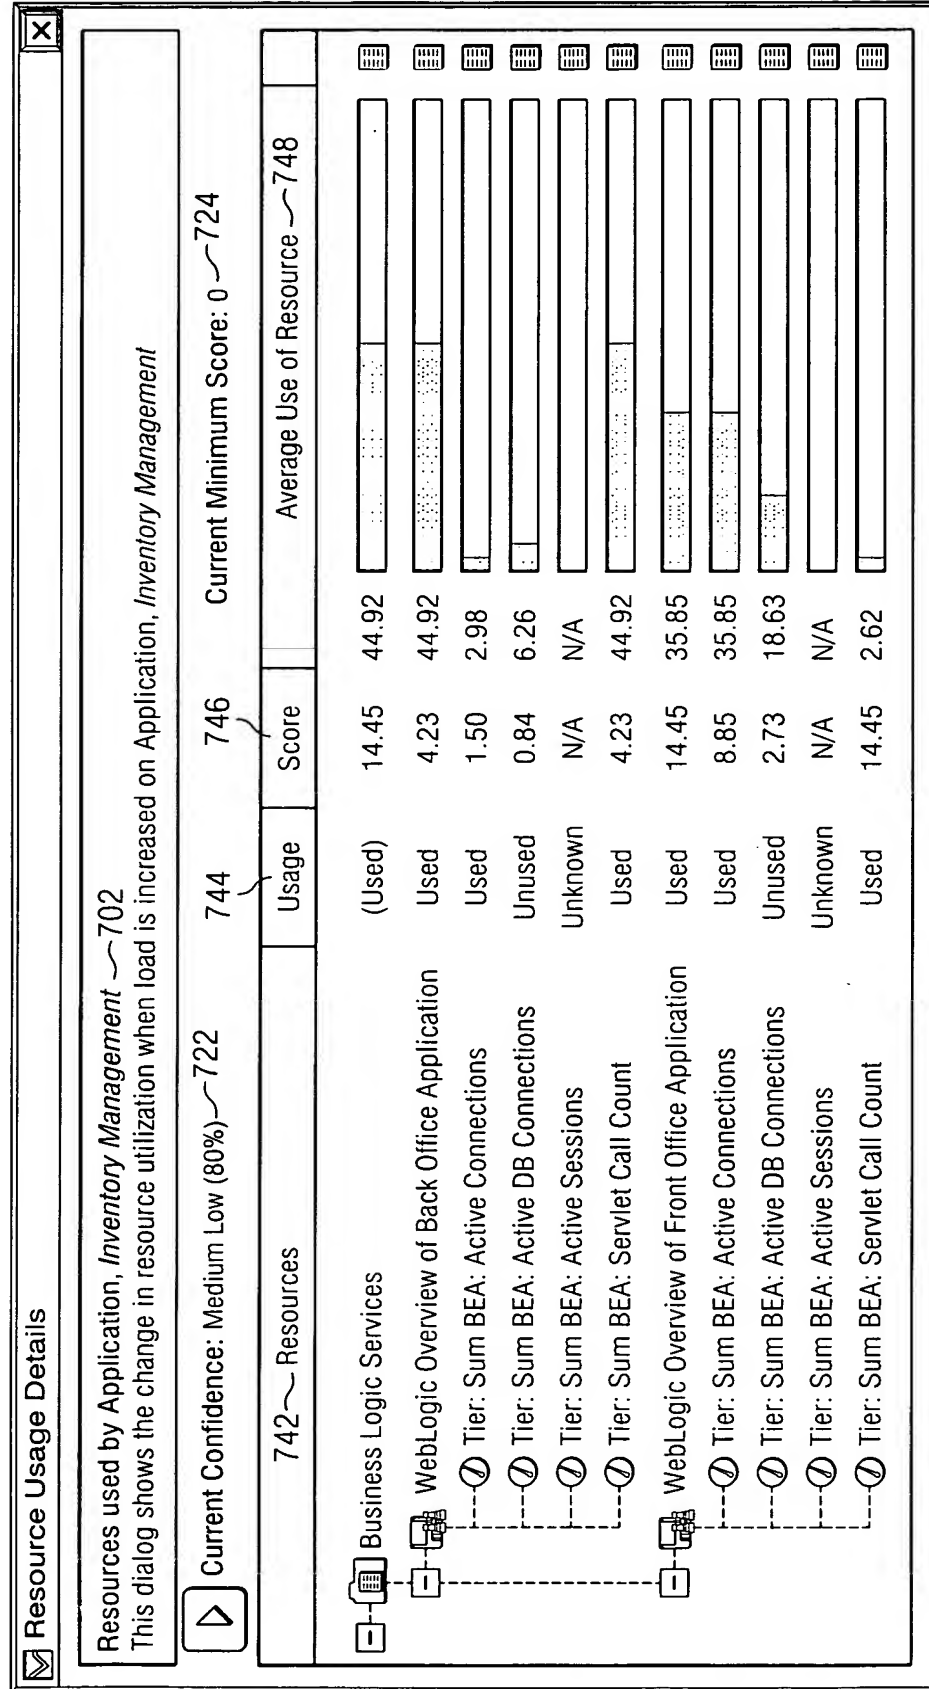 Resource Usage Details
X
Resources used by Application, Inventory Management 702
This dialog shows the change in resource utilization when load is increased on Application, Inventory Management
Current Confidence: Medium Low (80%) 722 Current Minimum Score: 0 724
744 746
742 Resources Usage Score Average Use of Resource 748
Business Logic Services (Used) 14.45 44.92
WebLogic Overview of Back Office Application Used 4.23 44.92
Tier: Sum BEA: Active Connections Used 1.50 2.98
Tier: Sum BEA: Active DB Connections Unused 0.84 6.26
Tier: Sum BEA: Active Sessions Unknown N/A N/A
Tier: Sum BEA: Servlet Call Count Used 4.23 44.92
WebLogic Overview of Front Office Application Used 14.45 35.85
Tier: Sum BEA: Active Connections Used 8.85 35.85
Tier: Sum BEA: Active DB Connections Unused 2.73 18.63
Tier: Sum BEA: Active Sessions Unknown N/A N/A
Tier: Sum BEA: Servlet Call Count Used 14.45 2.62